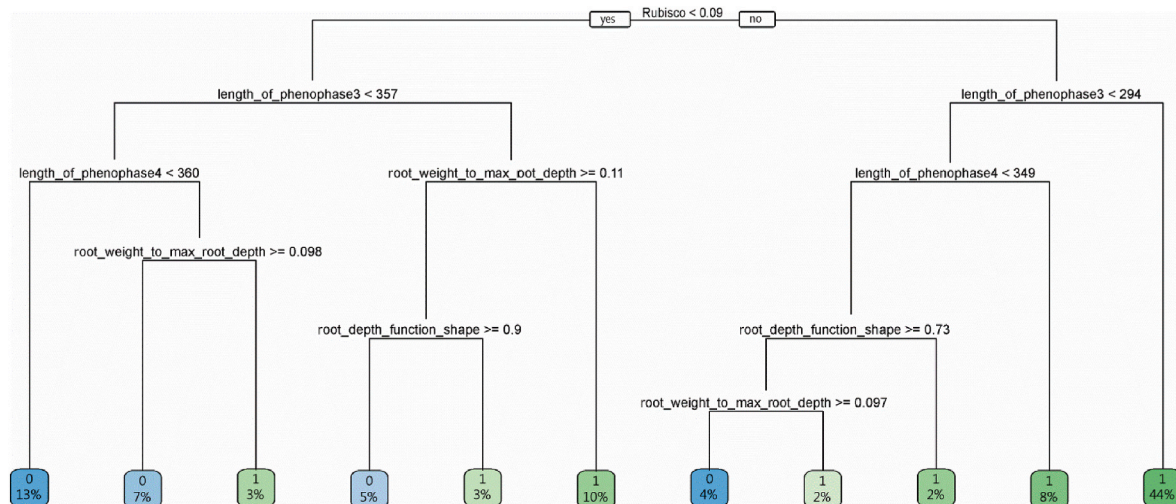 yes Rubisco < 0.09 no
length_of_phenophase3 < 357
length_of_phenophase3 < 294
length_of_phenophase4 < 360
root_weight_to_max_oot_depth >= 0.11
length_of_phenophase4 < 349
root_weight_to_max_root_depth >= 0.098
root_depth_function_shape >= 0.9
root_depth_function_shape >= 0.73
root_weight_to_max_root_depth >= 0.097
0 0 1 0 1 1 0 1 1 1 1
13% 7% 3% 5% 3% 10% 4% 2% 2% 8% 44%